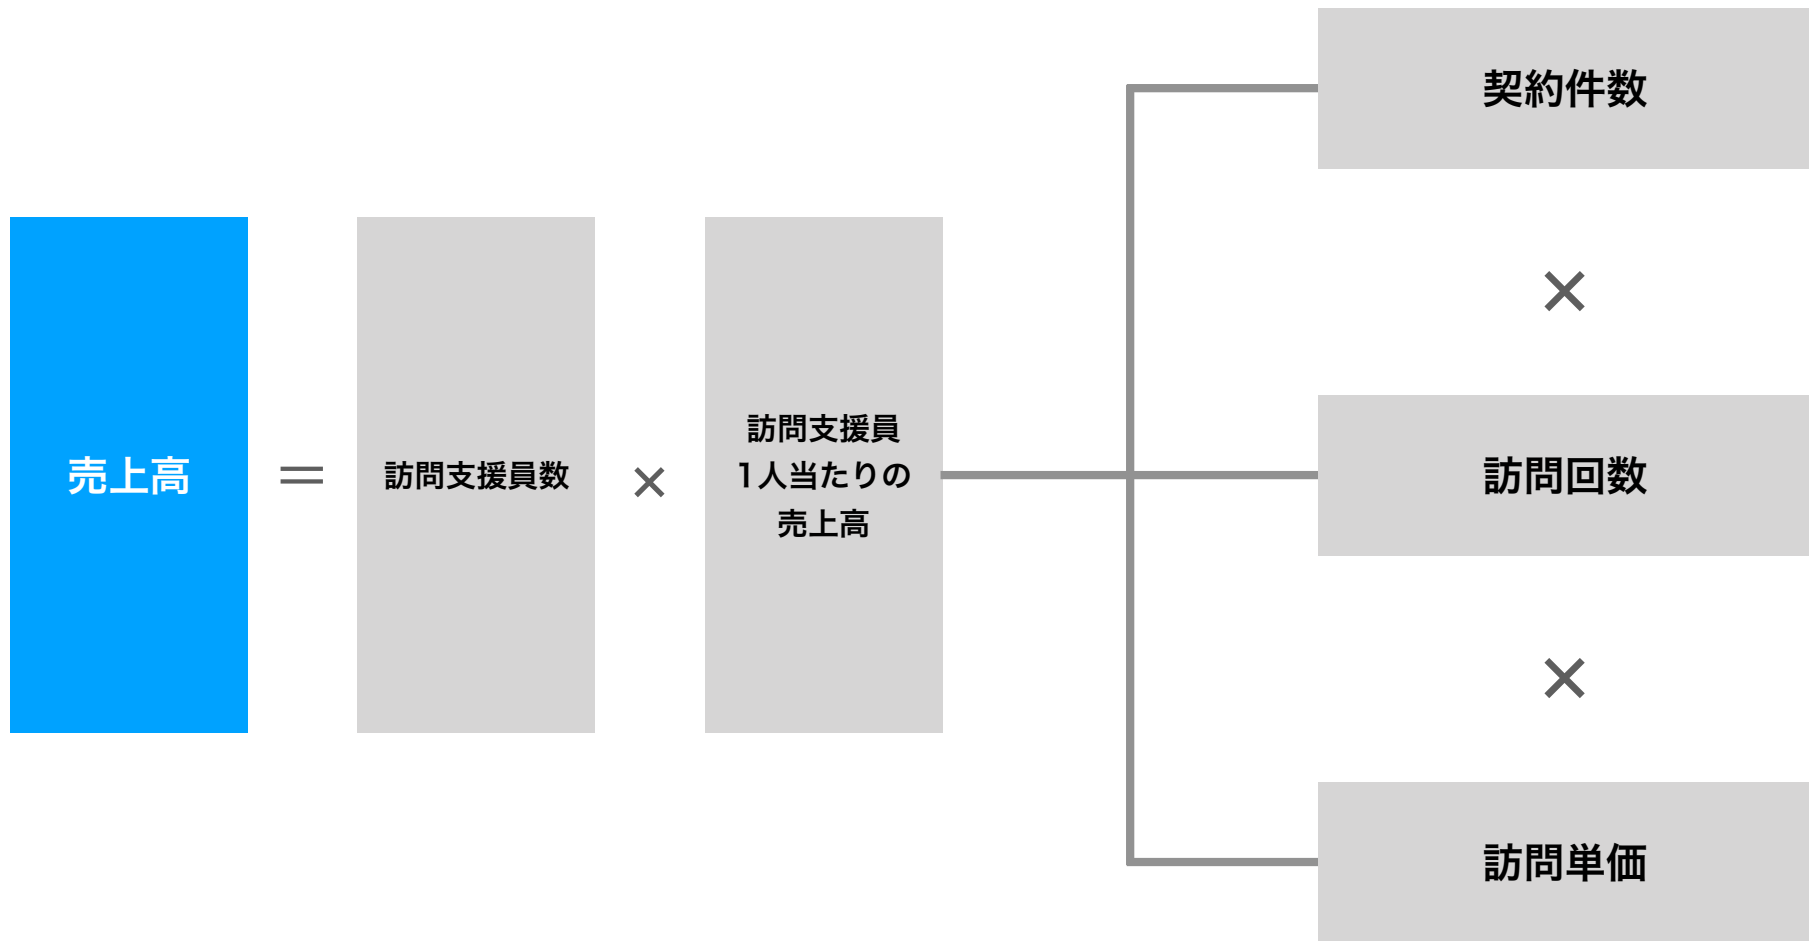 売上高
＝
訪問支援員数
×
訪問支援員
1人当たりの
売上高
契約件数
×
訪問回数
×
訪問単価